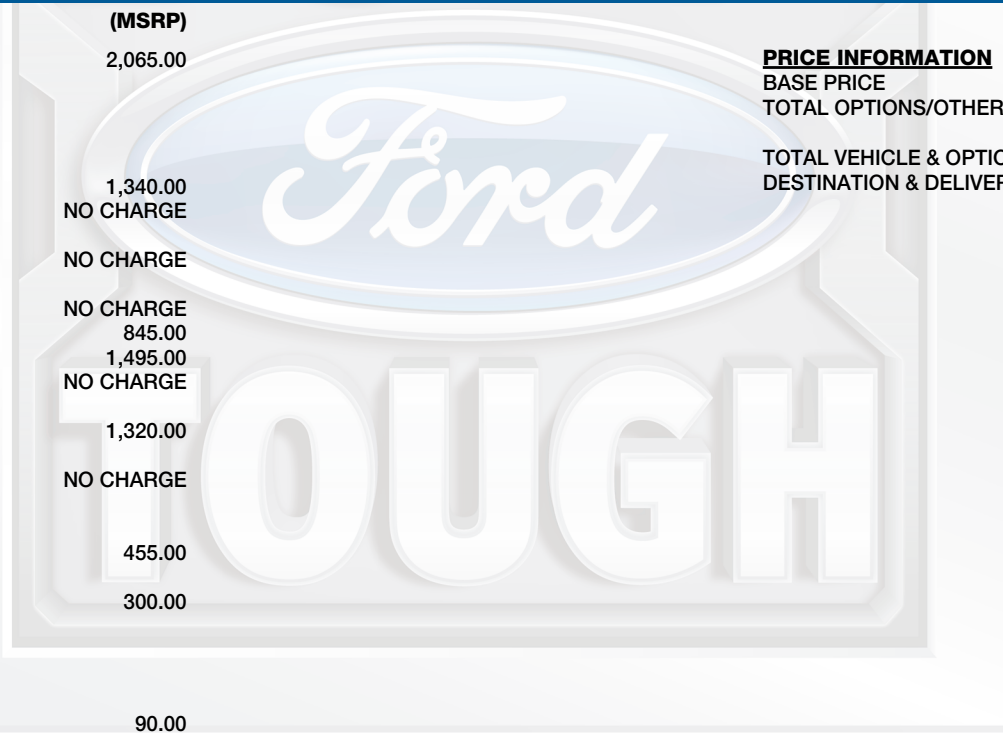 (MSRP)
2,065.00
1,340.00
NO CHARGE
NO CHARGE
NO CHARGE
845.00
1,495.00
NO CHARGE
1,320.00
NO CHARGE
455.00
300.00
90.00
PRICE INFORMATION
BASE PRICE
TOTAL OPTIONS/OTHER
TOTAL VEHICLE & OPTIO
DESTINATION & DELIVER
Ford
TOUGH